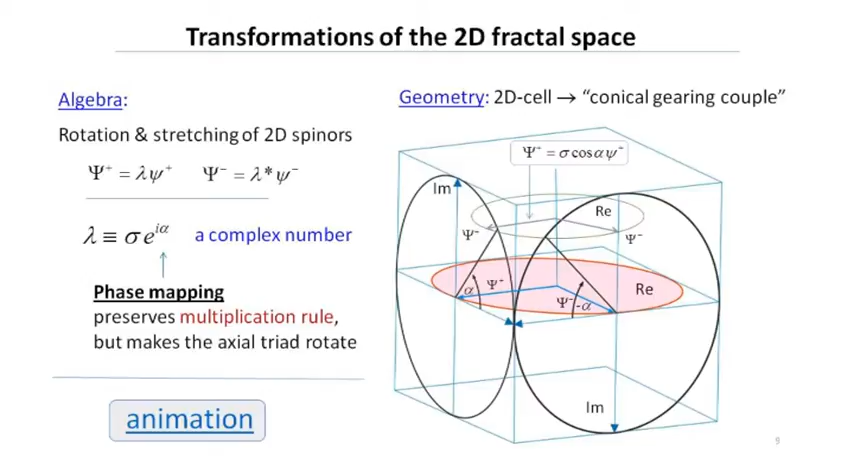 Transformations of the 2D fractal space
Algebra:
Rotation & stretching of 2D spinors
Ψ⁺ = λψ⁺ Ψ⁻ = λ*ψ⁻
λ ≡ σe^{iα} a complex number
Phase mapping
preserves multiplication rule,
but makes the axial triad rotate
animation
Geometry: 2D-cell → “conical gearing couple”
Ψ⁺ = σcosαψ⁺
Im
Re
Ψ⁻
Ψ⁻
α
Ψ⁺
Ψ⁻
-α
Re
Im
9